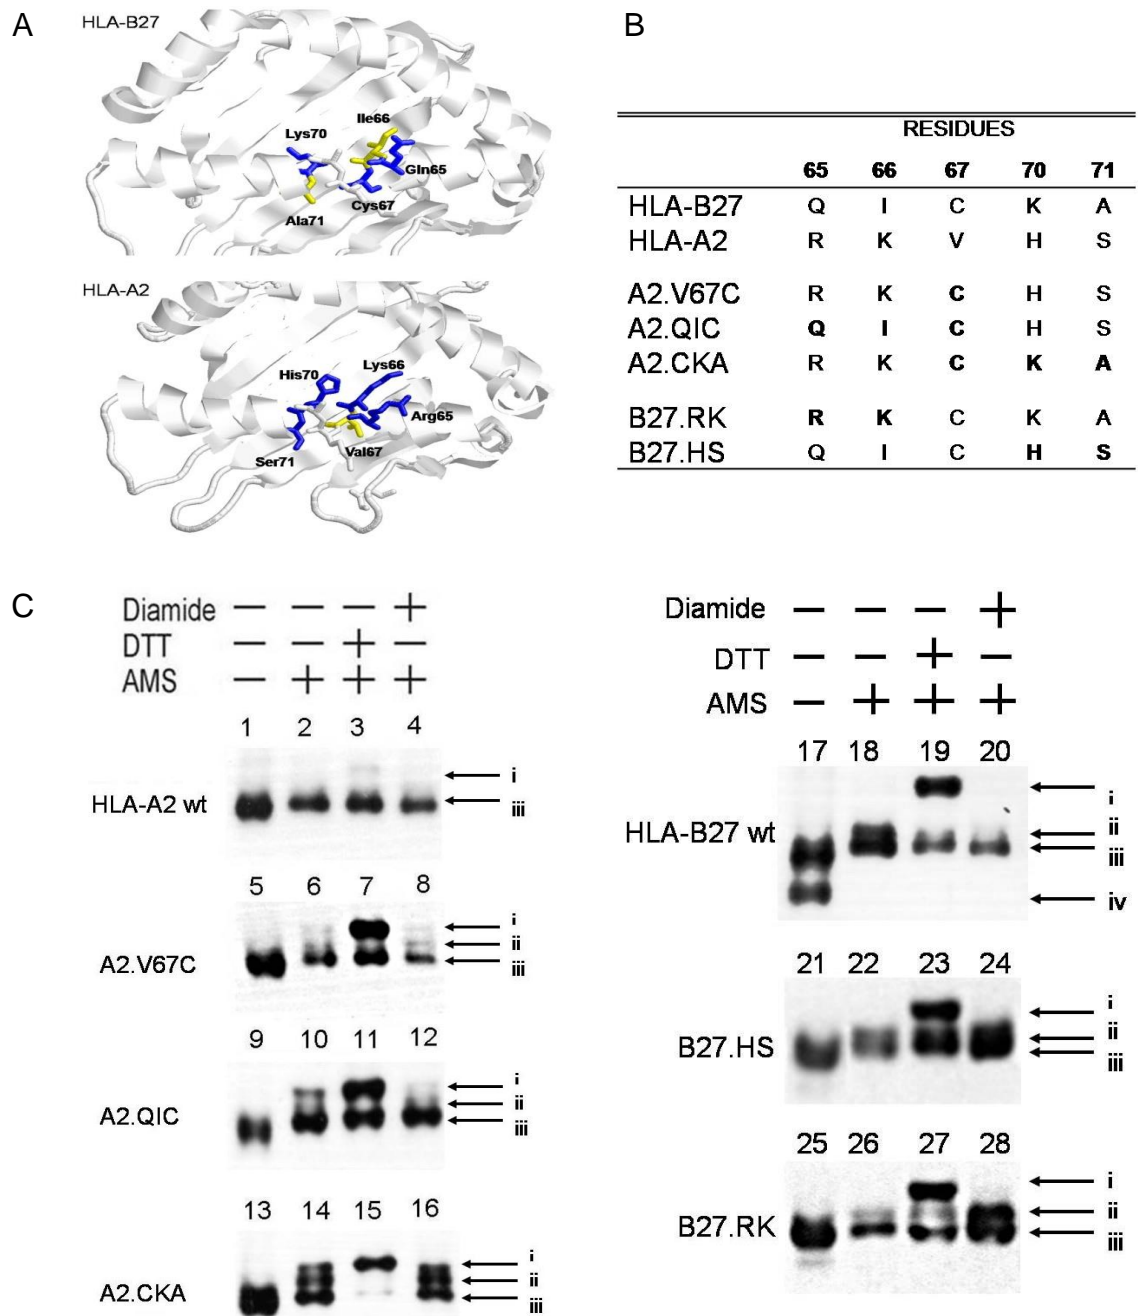 A
HLA-B27
Ile66
Lys70
Gln65
Cys67
Ala71
HLA-A2
His70
Lys66
Arg65
Val67
Ser71
B
RESIDUES
65 66 67 70 71
HLA-B27 Q I C K A
HLA-A2 R K V H S
A2.V67C R K C H S
A2.QIC Q I C H S
A2.CKA R K C K A
B27.RK R K C K A
B27.HS Q I C H S
C
Diamide — — — +
DTT — — + —
AMS — + + +
1 2 3 4
HLA-A2 wt
i
iii
5 6 7 8
A2.V67C
i
ii
iii
9 10 11 12
A2.QIC
i
ii
iii
13 14 15 16
A2.CKA
i
ii
iii
Diamide — — — +
DTT — — + —
AMS — + + +
17 18 19 20
HLA-B27 wt
i
ii
iii
iv
21 22 23 24
B27.HS
i
ii
iii
25 26 27 28
B27.RK
i
ii
iii